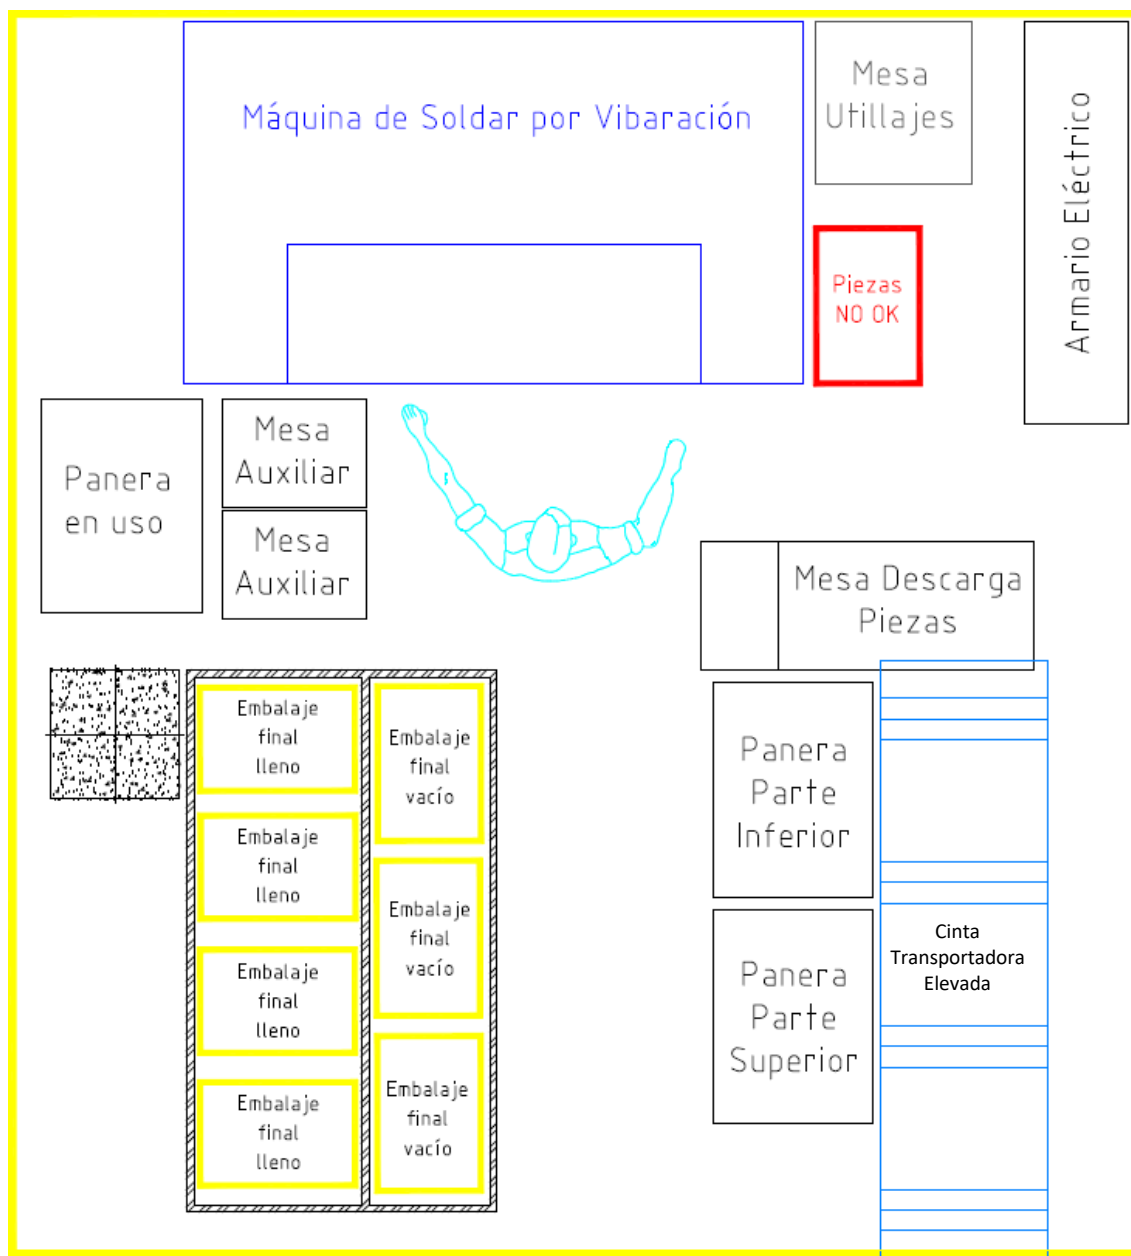 Máquina de Soldar por Vibaración
Mesa
Utillajes
Armario Eléctrico
Piezas
NO OK
Panera
en uso
Mesa
Auxiliar
Mesa
Auxiliar
Mesa Descarga
Piezas
Embalaje
final
lleno
Embalaje
final
vacío
Embalaje
final
lleno
Embalaje
final
vacío
Embalaje
final
lleno
Embalaje
final
vacío
Embalaje
final
lleno
Panera
Parte
Inferior
Panera
Parte
Superior
Cinta
Transportadora
Elevada